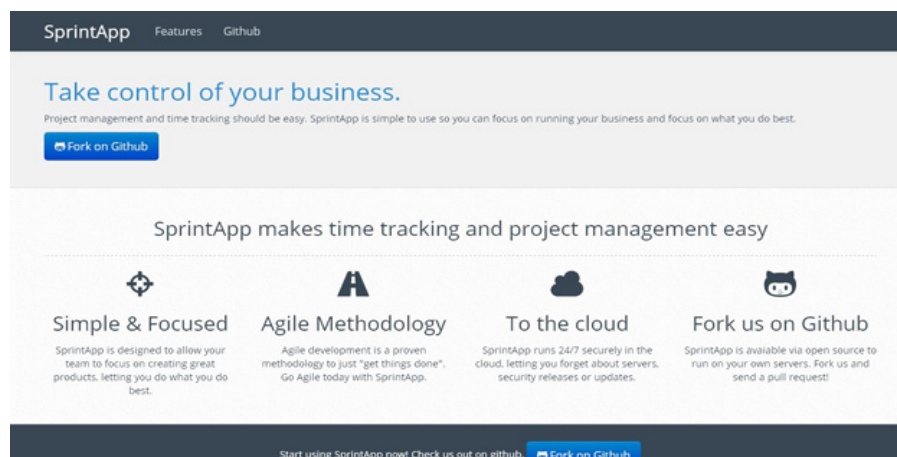 SprintApp Features Github
Take control of your business.
Project management and time tracking should be easy. SprintApp is simple to use so you can focus on running your business and focus on what you do best.
Fork on Github
SprintApp makes time tracking and project management easy
Simple & Focused
SprintApp is designed to allow your
team to focus on creating great
products, letting you do what you do
best.
Agile Methodology
Agile development is a proven
methodology to just "get things done".
Go Agile today with SprintApp.
To the cloud
SprintApp runs 24/7 securely in the
cloud, letting you forget about servers,
security releases or updates.
Fork us on Github
SprintApp is avaiable via open source to
run on your own servers. Fork us and
send a pull request!
Start using SprintApp now! Check us out on github. Fork on Github